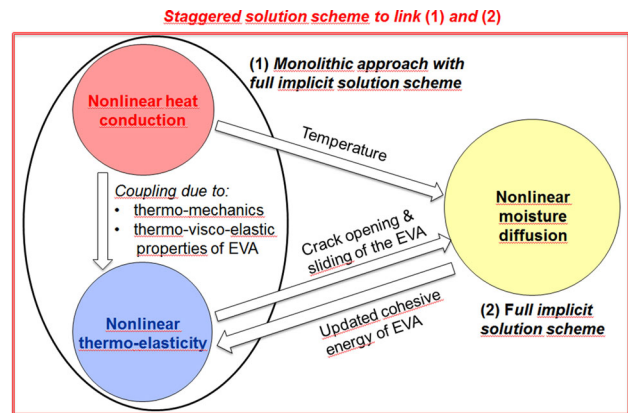 Staggered solution scheme to link (1) and (2)
(1) Monolithic approach with
full implicit solution scheme
Nonlinear heat
conduction
Temperature
Coupling due to:
• thermo-mechanics
• thermo-visco-elastic
properties of EVA
Nonlinear
moisture
diffusion
Crack opening &
sliding of the EVA
Nonlinear
thermo-elasticity
Updated cohesive
energy of EVA
(2) Full implicit
solution scheme